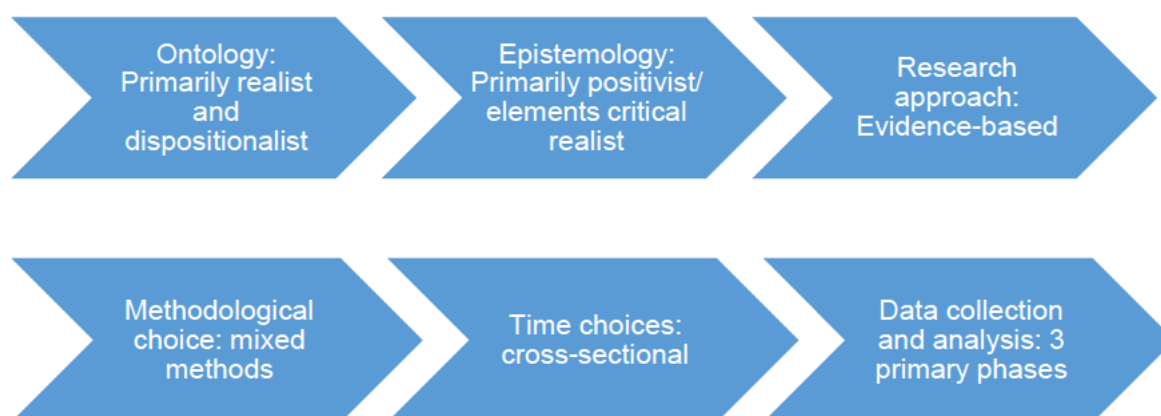 Ontology:
Primarily realist
and
dispositionalist
Epistemology:
Primarily positivist/
elements critical
realist
Research
approach:
Evidence-based
Methodological
choice: mixed
methods
Time choices:
cross-sectional
Data collection
and analysis: 3
primary phases